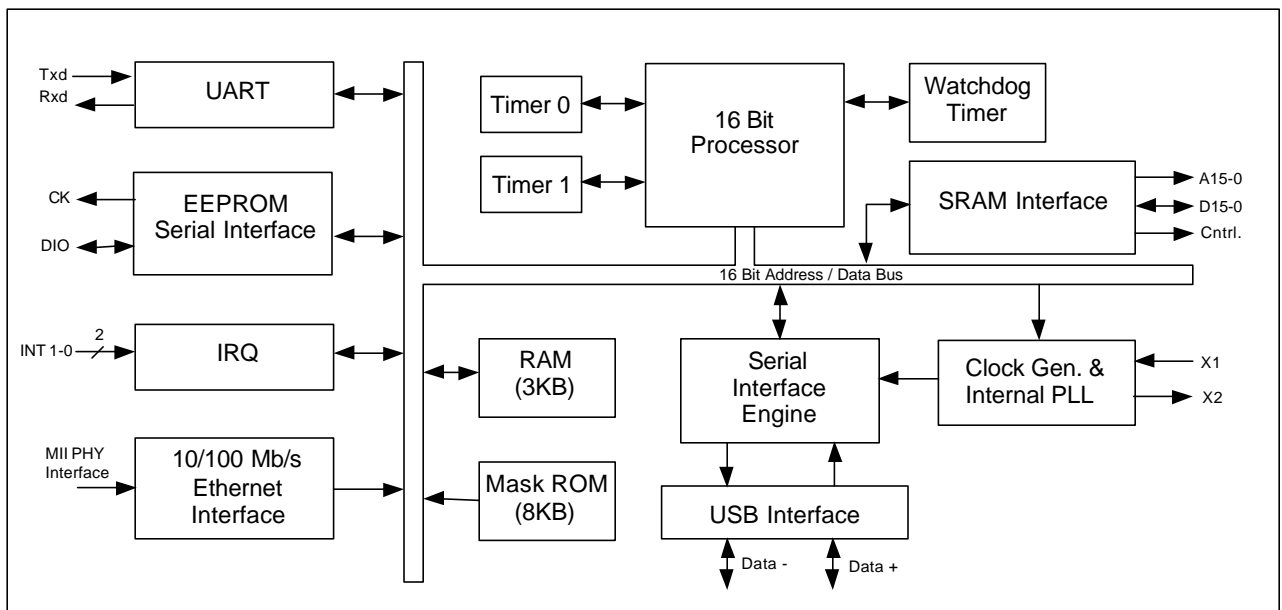 Txd
Rxd
UART
CK
DIO
EEPROM
Serial Interface
INT 1-0
2
IRQ
MII PHY
Interface
10/100 Mb/s
Ethernet
Interface
Timer 0
Timer 1
16 Bit
Processor
Watchdog
Timer
SRAM Interface
A15-0
D15-0
Cntrl.
16 Bit Address / Data Bus
RAM
(3KB)
Mask ROM
(8KB)
Serial
Interface
Engine
Clock Gen. &
Internal PLL
X1
X2
USB Interface
Data -
Data +